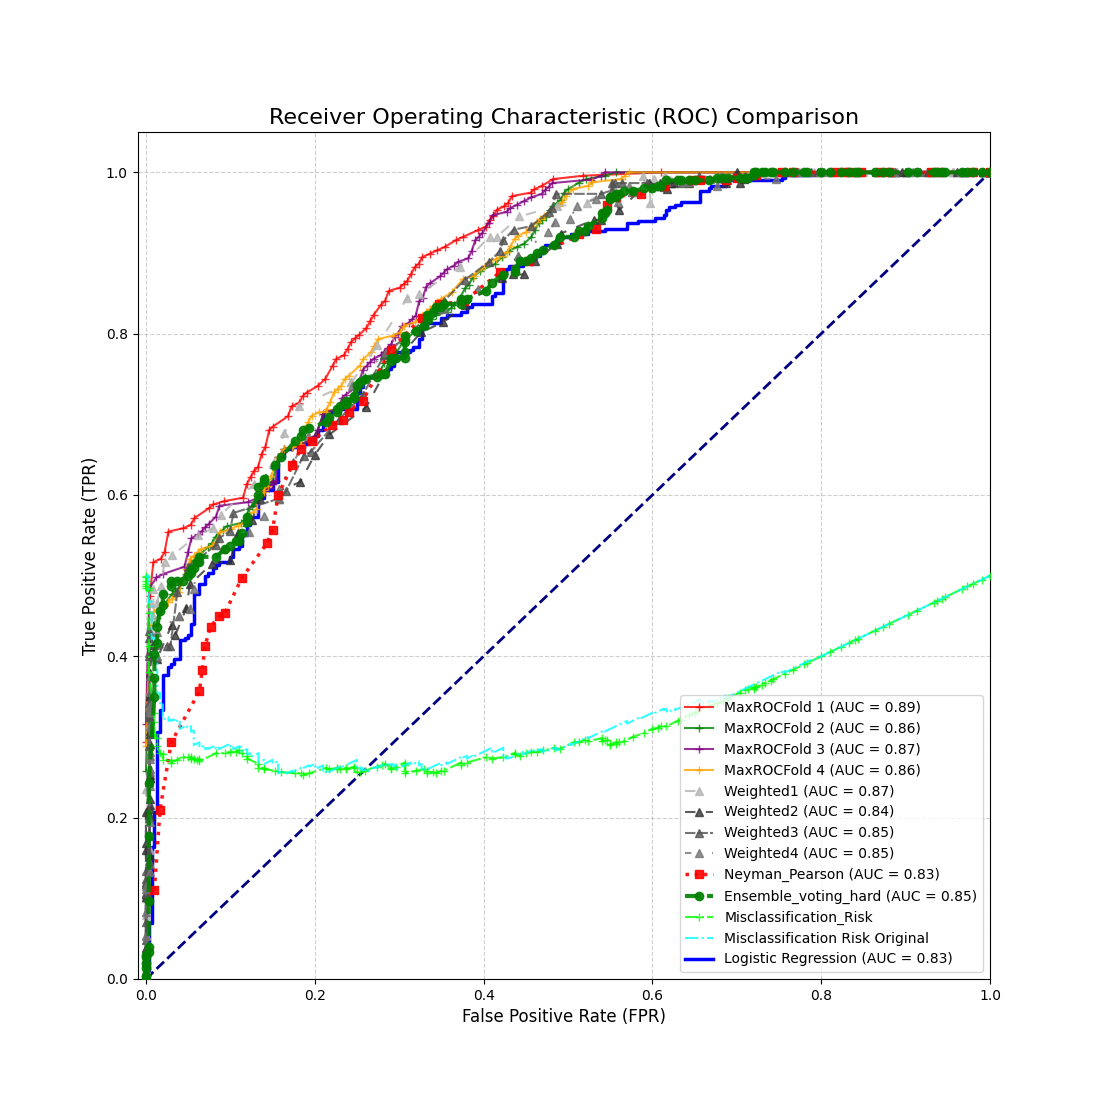 Receiver Operating Characteristic (ROC) Comparison
True Positive Rate (TPR)
1.0
0.8
0.6
0.4
0.2
0.0
MaxROCFold 1 (AUC = 0.89)
MaxROCFold 2 (AUC = 0.86)
MaxROCFold 3 (AUC = 0.87)
MaxROCFold 4 (AUC = 0.86)
Weighted1 (AUC = 0.87)
Weighted2 (AUC = 0.84)
Weighted3 (AUC = 0.85)
Weighted4 (AUC = 0.85)
Neyman_Pearson (AUC = 0.83)
Ensemble_voting_hard (AUC = 0.85)
Misclassification_Risk
Misclassification Risk Original
Logistic Regression (AUC = 0.83)
0.0 0.2 0.4 0.6 0.8 1.0
False Positive Rate (FPR)